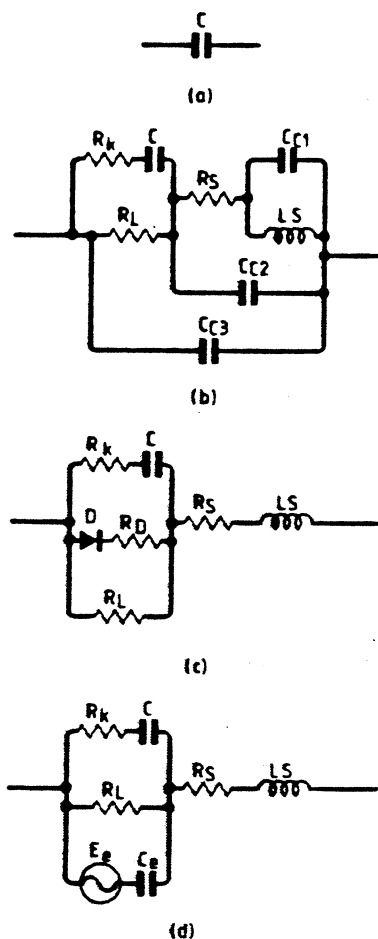 C
(a)
Rk C CC1
RS
RL LS
CC2
CC3
(b)
Rk C
RS LS
D RD
RL
(c)
Rk C
RS LS
RL
Ee Ce
(d)